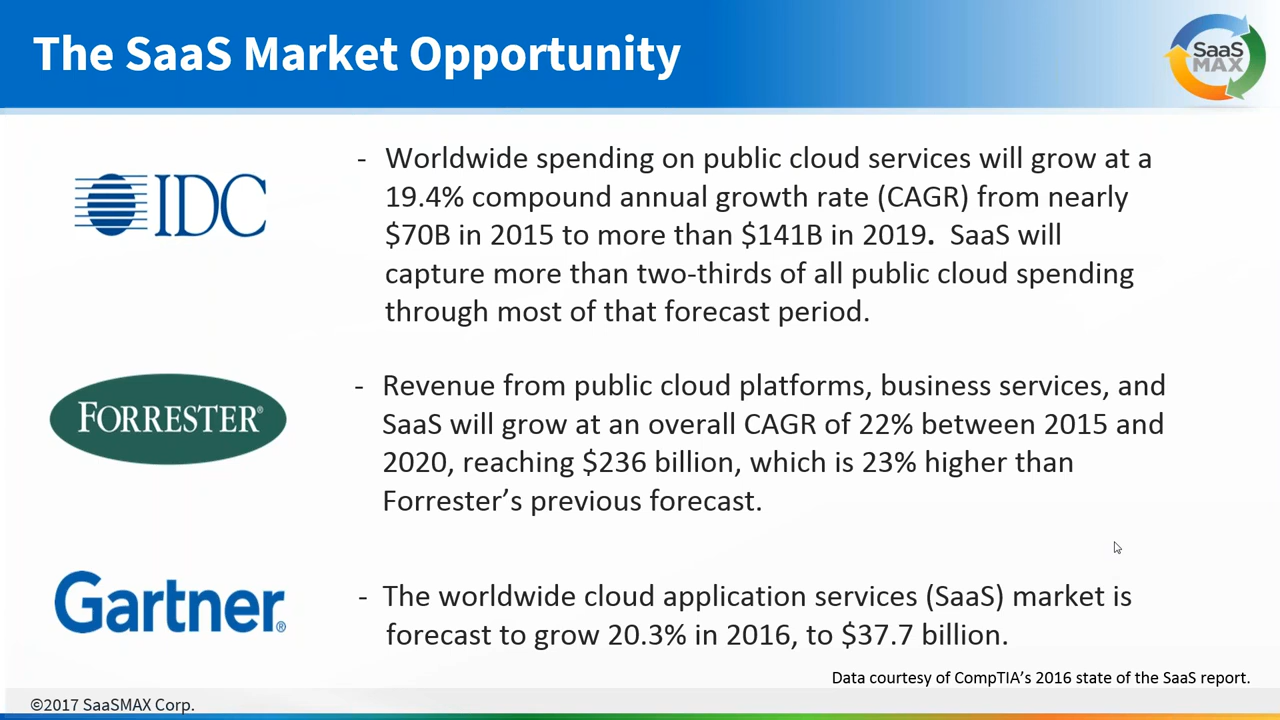 The SaaS Market Opportunity
SaaS
MAX
IDC
- Worldwide spending on public cloud services will grow at a
19.4% compound annual growth rate (CAGR) from nearly
$70B in 2015 to more than $141B in 2019. SaaS will
capture more than two-thirds of all public cloud spending
through most of that forecast period.
FORRESTER®
- Revenue from public cloud platforms, business services, and
SaaS will grow at an overall CAGR of 22% between 2015 and
2020, reaching $236 billion, which is 23% higher than
Forrester’s previous forecast.
Gartner®
- The worldwide cloud application services (SaaS) market is
forecast to grow 20.3% in 2016, to $37.7 billion.
Data courtesy of CompTIA’s 2016 state of the SaaS report.
©2017 SaaSMAX Corp.